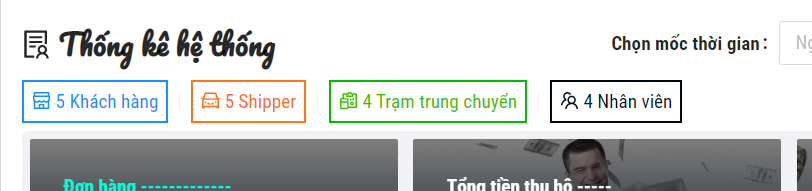 Thống kê hệ thống
Chọn mốc thời gian :
Ng
5 Khách hàng
5 Shipper
4 Trạm trung chuyển
4 Nhân viên
Đơn hàng -------------
Tổng tiền thu hộ -----